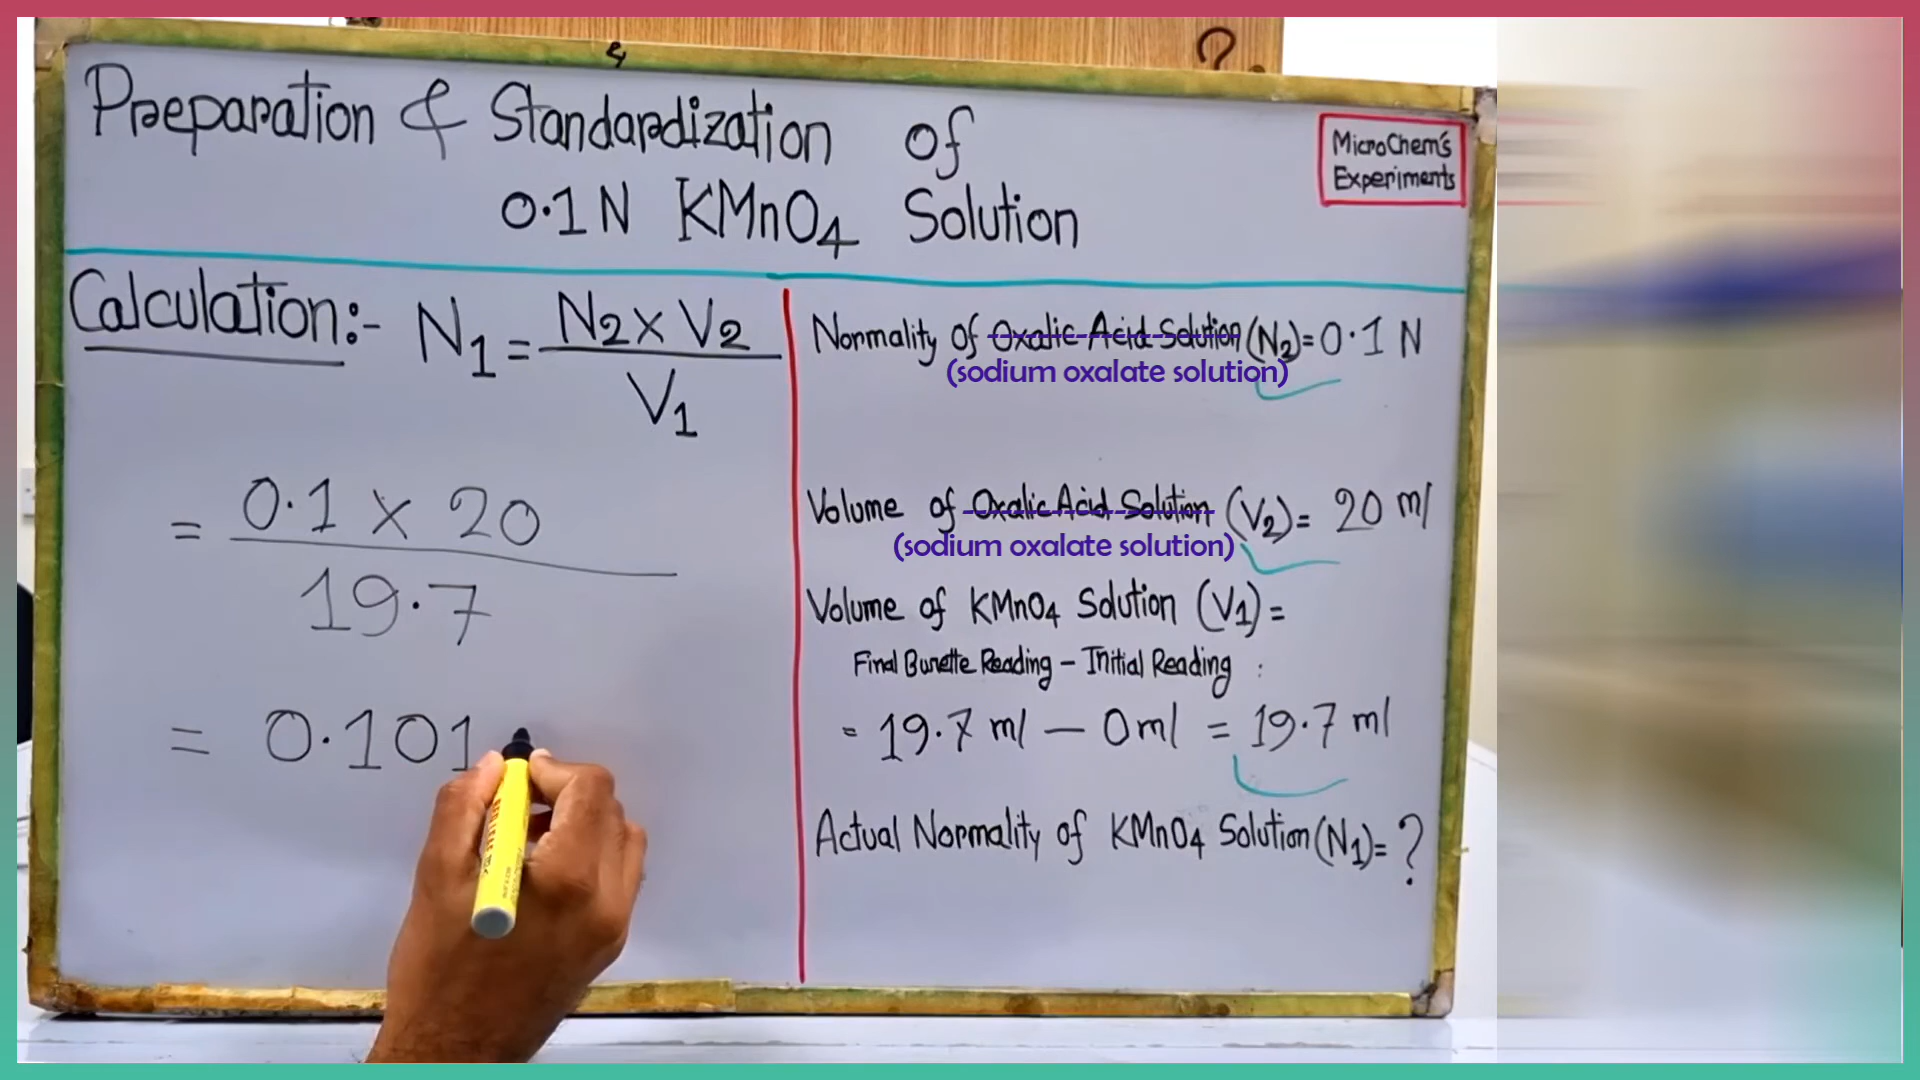 Preparation & Standardization of
0.1N KMnO4 Solution
MicroChem's
Experiments
Calculation:- N1 = N2 x V2
V1
= 0.1 x 20
19.7
= 0.101
Normality of Oxalic Acid Solution (N2) = 0.1 N
(sodium oxalate solution)
Volume of Oxalic Acid Solution (V2) = 20 ml
(sodium oxalate solution)
Volume of KMnO4 Solution (V1) =
Final Burette Reading - Initial Reading
= 19.7 ml - 0ml = 19.7 ml
Actual Normality of KMnO4 Solution (N1) = ?